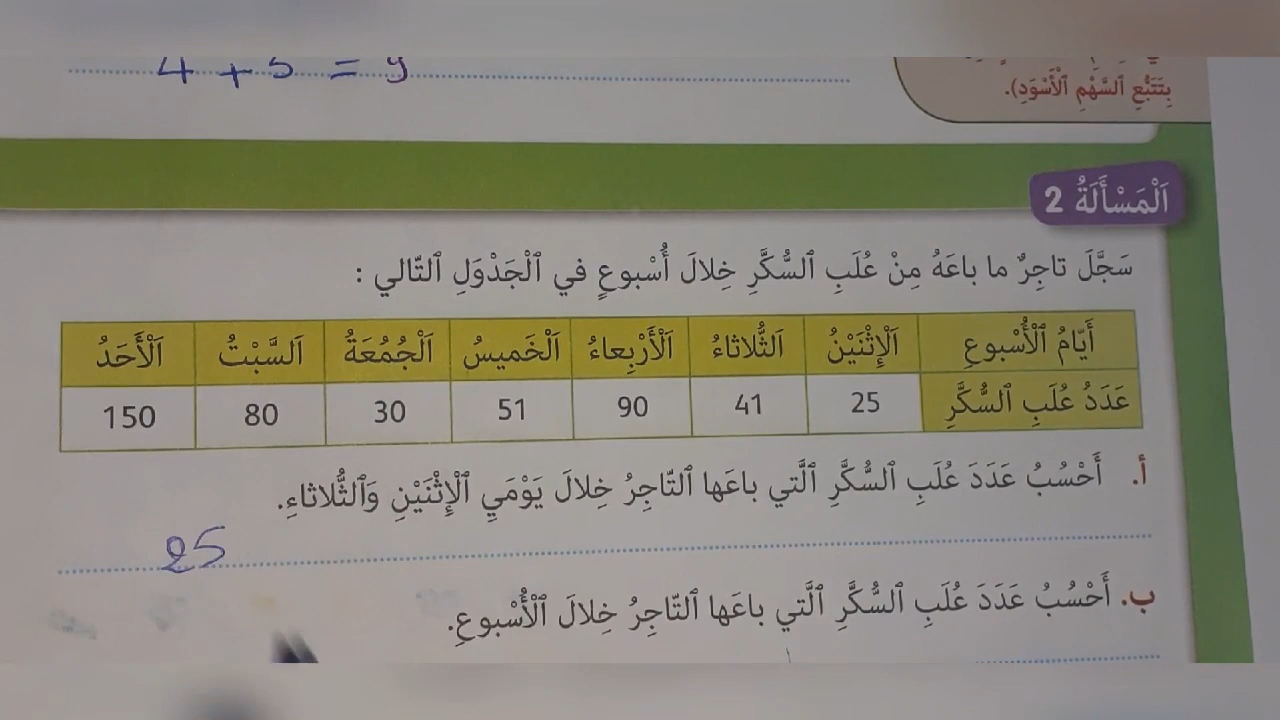 4 + 5 = 9
بِتَتَبُّعِ ٱلسَّهْمِ ٱلْأَسْوَدِ).
اَلْمَسْأَلَةُ 2
سَجَّلَ تاجِرٌ ما باعَهُ مِنْ عُلَبِ ٱلسُّكَّرِ خِلالَ أُسْبوعٍ في ٱلْجَدْوَلِ ٱلتّالي :
أَيّامُ ٱلْأُسْبوعِ اَلْإِثْنَيْنُ اَلثُّلاثاءُ اَلْأَرْبِعاءُ اَلْخَميسُ اَلْجُمُعَةُ اَلسَّبْتُ اَلْأَحَدُ
عَدَدُ عُلَبِ ٱلسُّكَّرِ 25 41 90 51 30 80 150
أ. أَحْسُبُ عَدَدَ عُلَبِ ٱلسُّكَّرِ ٱلَّتي باعَها ٱلتّاجِرُ خِلالَ يَوْمَيِ ٱلْإِثْنَيْنِ وَٱلثُّلاثاءِ.
25
ب. أَحْسُبُ عَدَدَ عُلَبِ ٱلسُّكَّرِ ٱلَّتي باعَها ٱلتّاجِرُ خِلالَ ٱلْأُسْبوعِ.